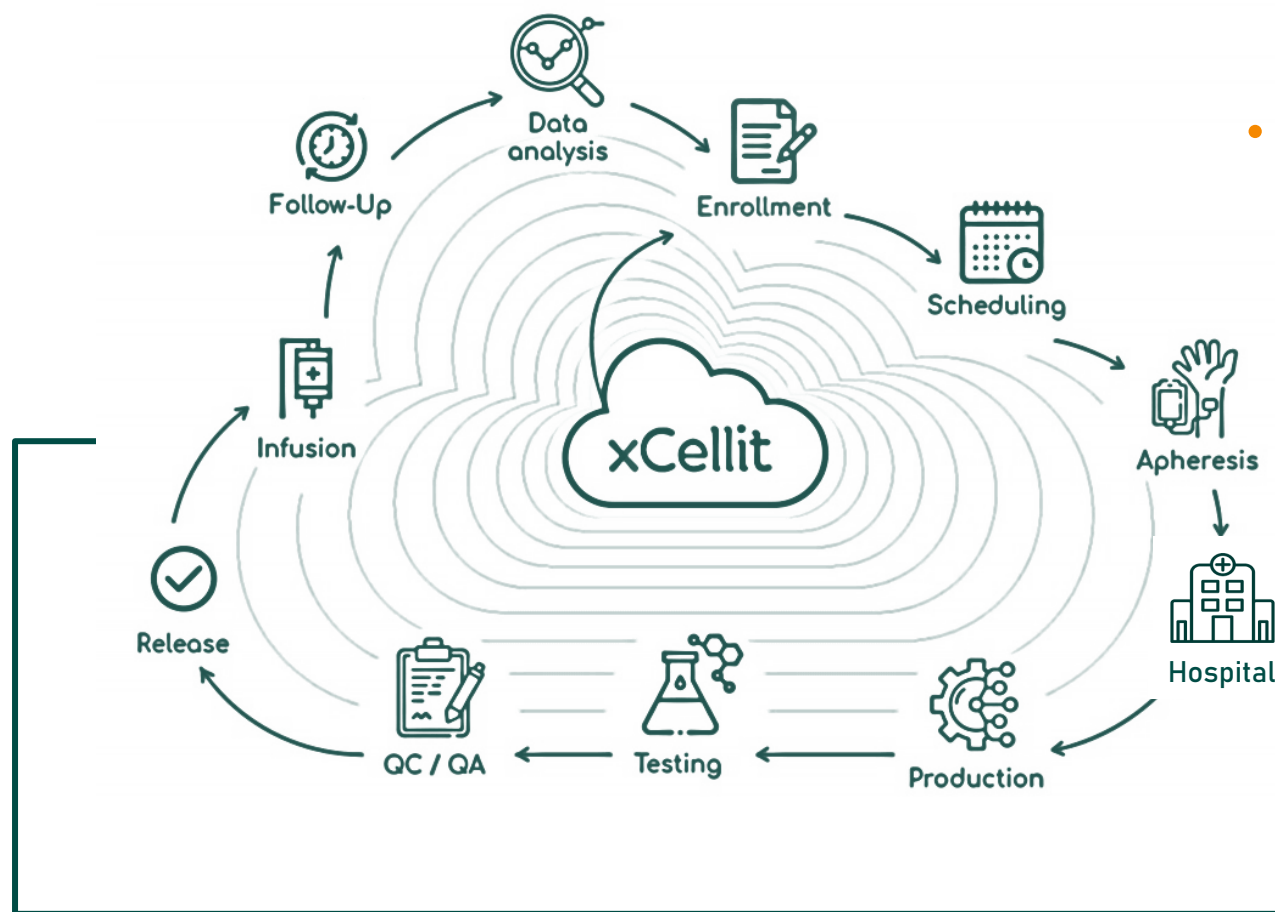 Data
analysis
Enrollment
Follow-Up
Scheduling
xCellit
Infusion
Apheresis
Release
Hospital
QC / QA
Testing
Production